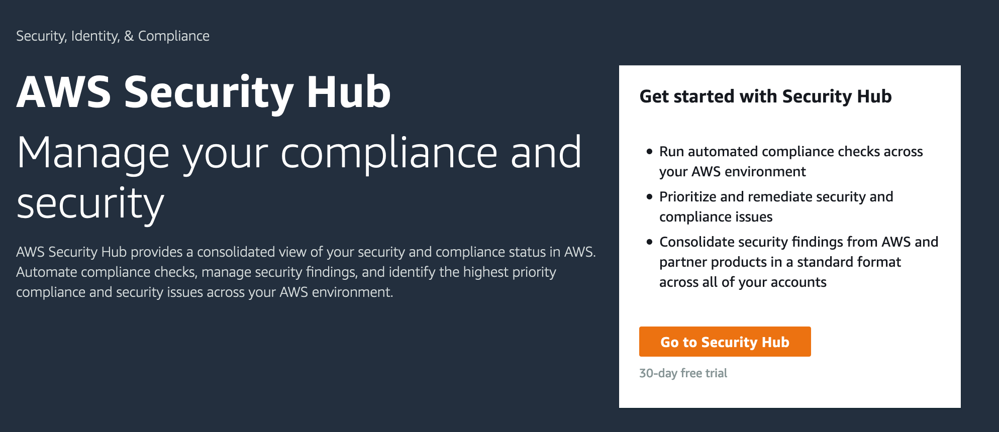 Security, Identity, & Compliance
AWS Security Hub
Manage your compliance and
security
AWS Security Hub provides a consolidated view of your security and compliance status in AWS.
Automate compliance checks, manage security findings, and identify the highest priority
compliance and security issues across your AWS environment.
Get started with Security Hub
• Run automated compliance checks across
your AWS environment
• Prioritize and remediate security and
compliance issues
• Consolidate security findings from AWS and
partner products in a standard format
across all of your accounts
Go to Security Hub
30-day free trial